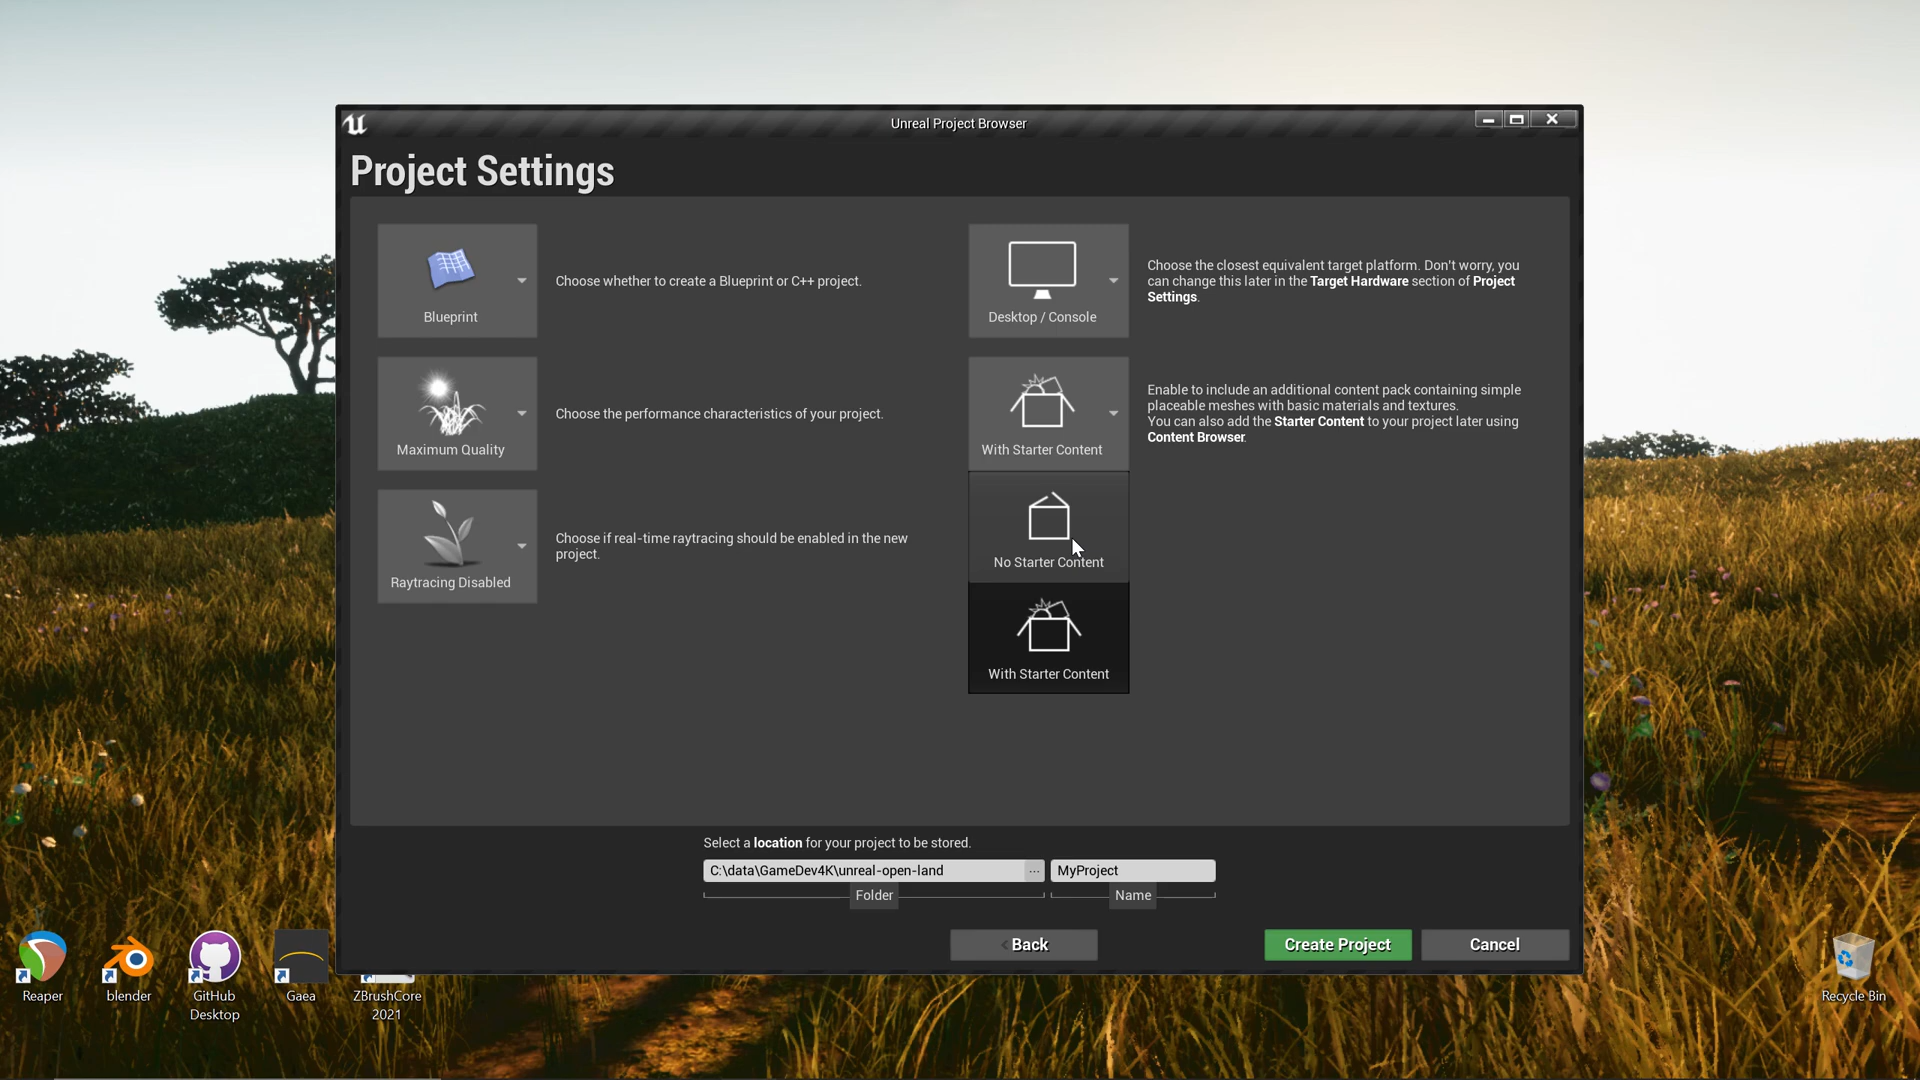 Unreal Project Browser
Project Settings
Blueprint
Choose whether to create a Blueprint or C++ project.
Maximum Quality
Choose the performance characteristics of your project.
Raytracing Disabled
Choose if real-time raytracing should be enabled in the new
project.
Desktop / Console
Choose the closest equivalent target platform. Don't worry, you
can change this later in the Target Hardware section of Project
Settings.
With Starter Content
Enable to include an additional content pack containing simple
placeable meshes with basic materials and textures.
You can also add the Starter Content to your project later using
Content Browser.
No Starter Content
With Starter Content
Select a location for your project to be stored.
C:\data\GameDev4K\unreal-open-land
...
MyProject
Folder
Name
Back
Create Project
Cancel
Reaper
blender
GitHub
Desktop
Gaea
ZBrushCore
2021
Recycle Bin